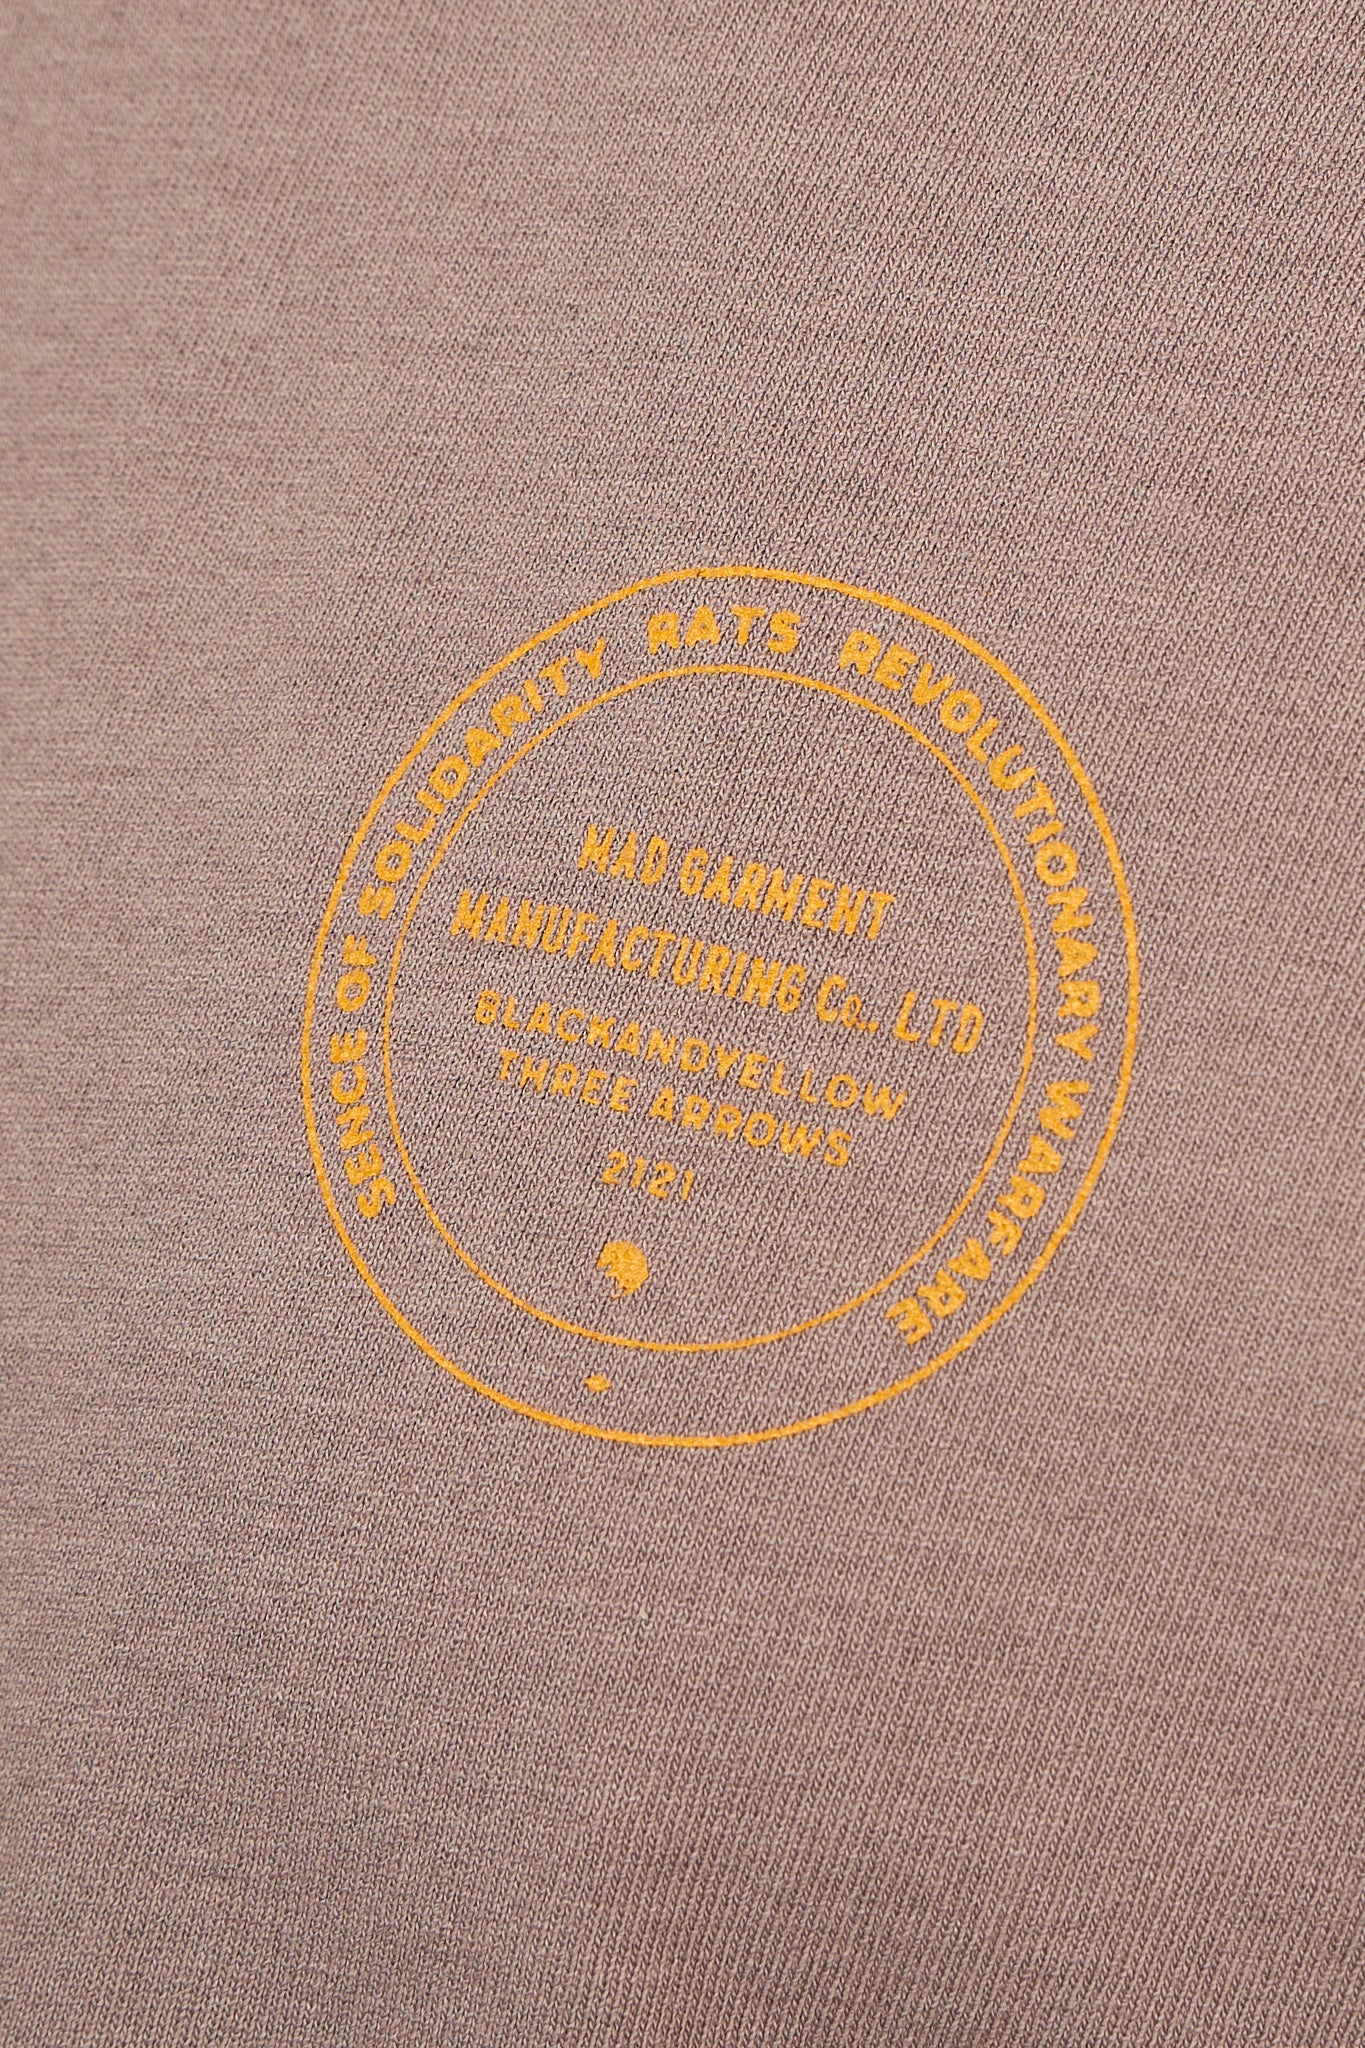 SENCE OF SOLIDARITY RATS REVOLUTIONARY WARFARE
MAD GARMENT
MANUFACTURING Co., LTD
BLACKANDYELLOW
THREE ARROWS
2121